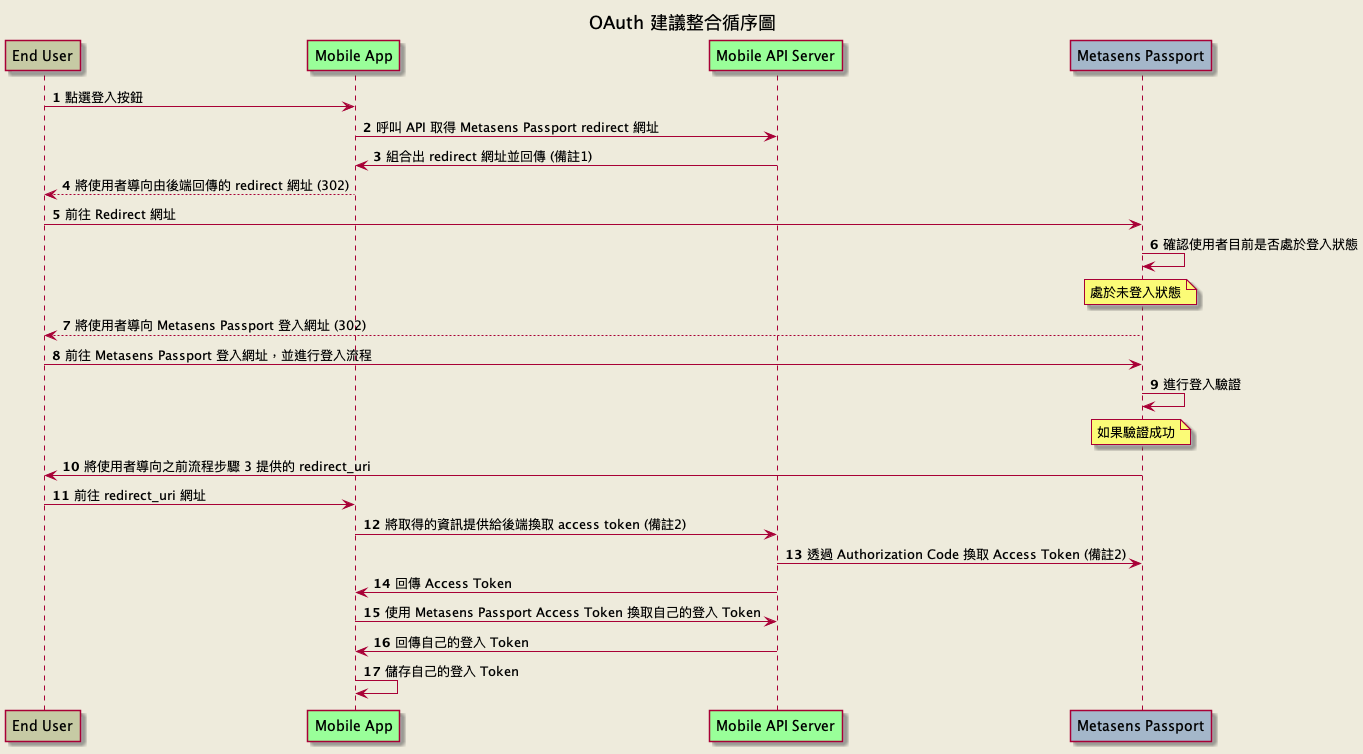 OAuth 建議整合循序圖
End User
Mobile App
Mobile API Server
Metasens Passport
1 點選登入按鈕
2 呼叫 API 取得 Metasens Passport redirect 網址
3 組合出 redirect 網址並回傳 (備註1)
4 將使用者導向由後端回傳的 redirect 網址 (302)
5 前往 Redirect 網址
6 確認使用者目前是否處於登入狀態
處於未登入狀態
7 將使用者導向 Metasens Passport 登入網址 (302)
8 前往 Metasens Passport 登入網址，並進行登入流程
9 進行登入驗證
如果驗證成功
10 將使用者導向之前流程步驟 3 提供的 redirect_uri
11 前往 redirect_uri 網址
12 將取得的資訊提供給後端換取 access token (備註2)
13 透過 Authorization Code 換取 Access Token (備註2)
14 回傳 Access Token
15 使用 Metasens Passport Access Token 換取自己的登入 Token
16 回傳自己的登入 Token
17 儲存自己的登入 Token
End User
Mobile App
Mobile API Server
Metasens Passport